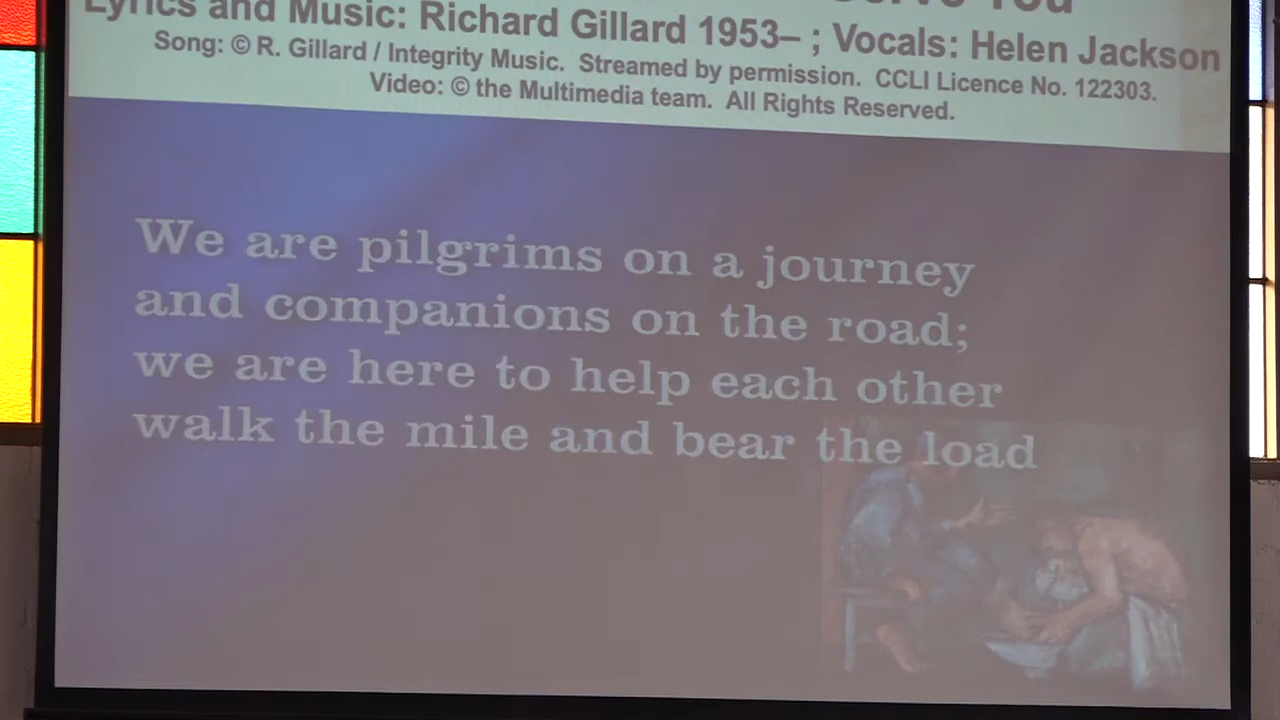 Serve You
Lyrics and Music: Richard Gillard 1953– ; Vocals: Helen Jackson
Song: © R. Gillard / Integrity Music. Streamed by permission. CCLI Licence No. 122303.
Video: © the Multimedia team. All Rights Reserved.
We are pilgrims on a journey
and companions on the road;
we are here to help each other
walk the mile and bear the load